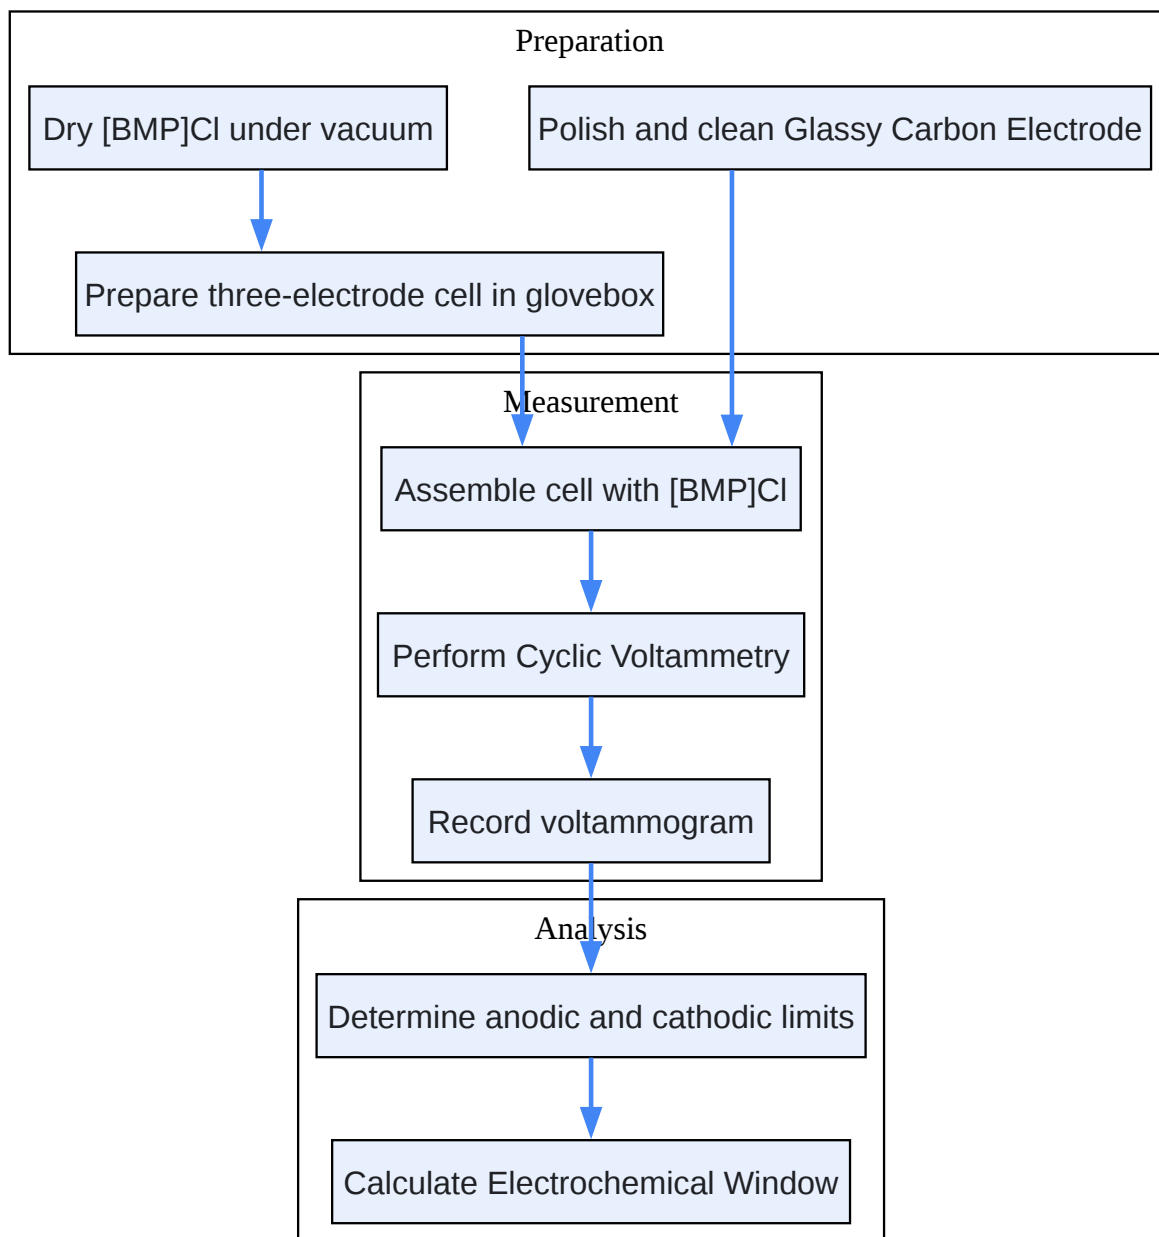 Preparation
Dry [BMP]Cl under vacuum
Polish and clean Glassy Carbon Electrode
Prepare three-electrode cell in glovebox
Measurement
Assemble cell with [BMP]Cl
Perform Cyclic Voltammetry
Record voltammogram
Analysis
Determine anodic and cathodic limits
Calculate Electrochemical Window